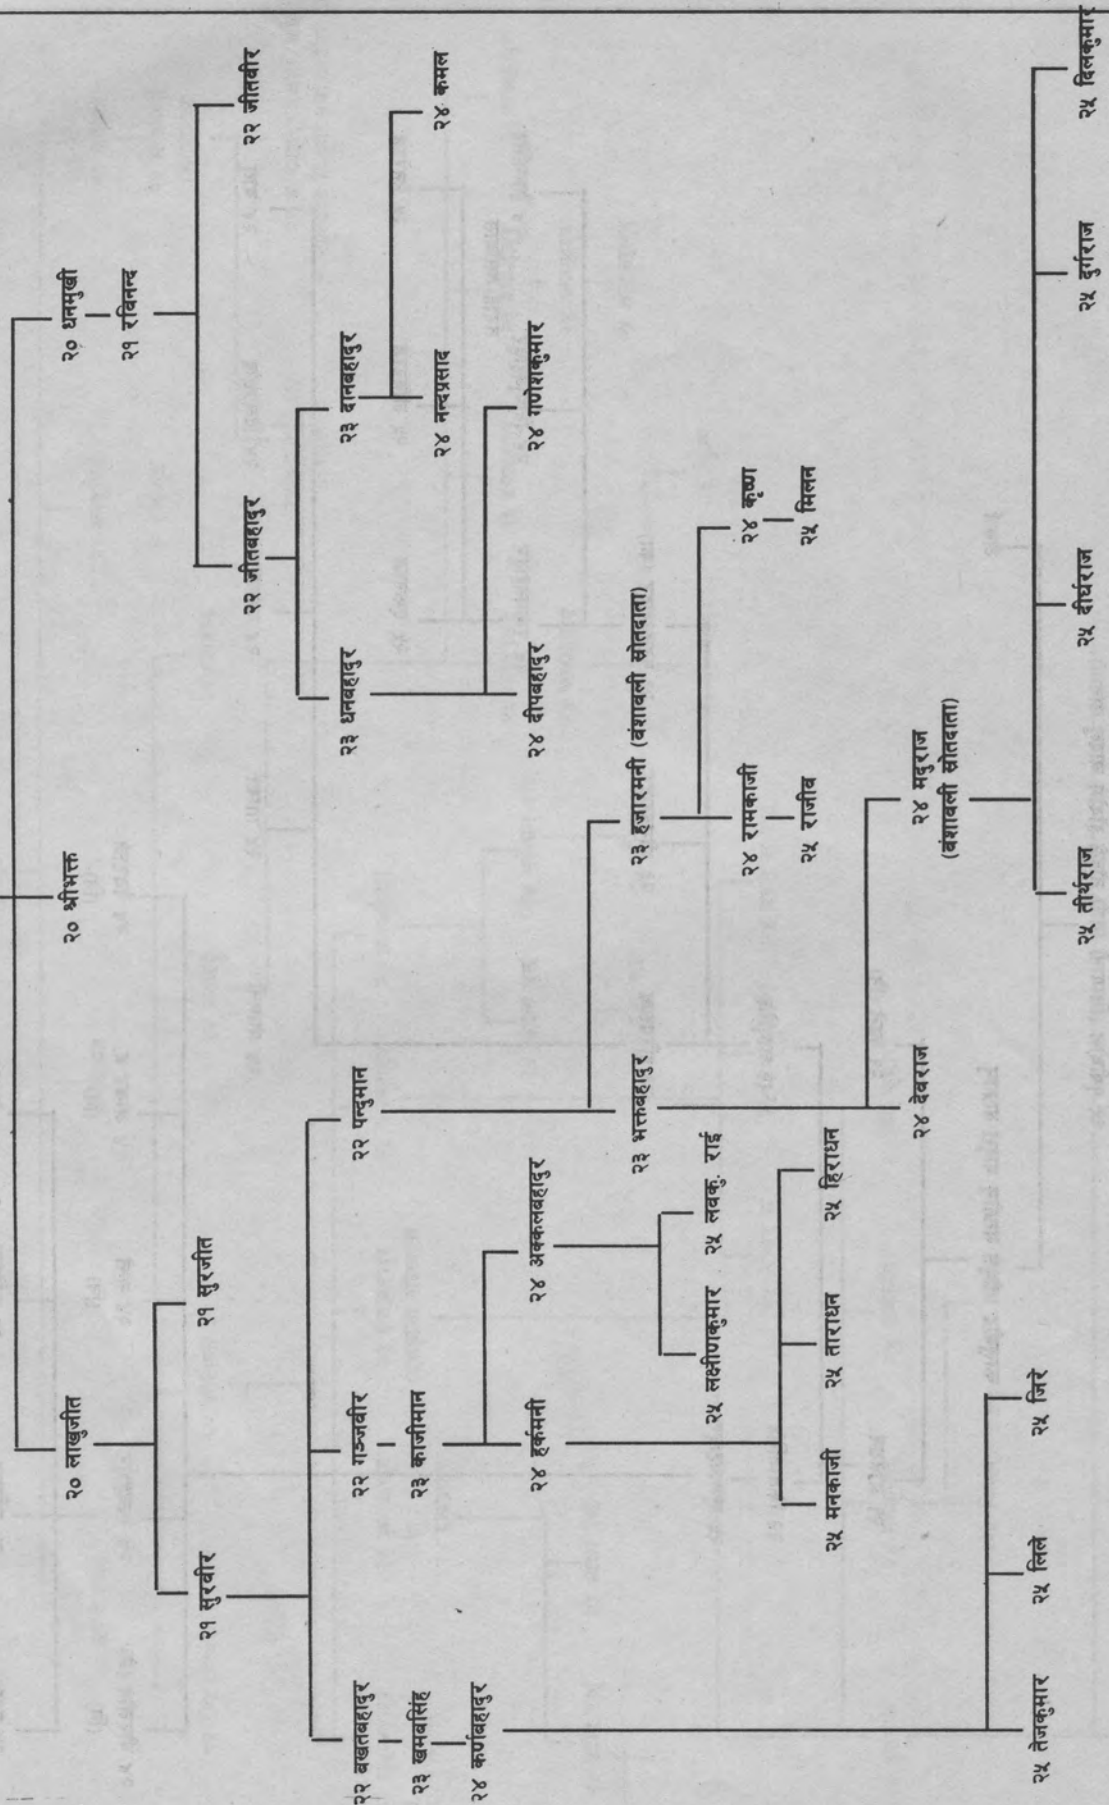 २० लाखुजीत
२० श्रीभक्त
२० धनमुखी
२१ रविनन्द
२१ सुरवीर
२१ सुरजीत
२२ जीतबहादुर
२२ जीतवीर
२२ बखतबहादुर
२२ गञ्जवीर
२२ पन्दुमान
२३ धनबहादुर
२३ दानबहादुर
२३ खमबसिंह
२३ काजीमान
२४ नन्दप्रसाद
२४ कमल
२४ कर्णबहादुर
२४ हर्कमनी
२४ अक्कलबहादुर
२४ दीपबहादुर
२४ गणेशकुमार
२३ भक्तबहादुर
२३ हजारमनी (बंशावली स्रोतदाता)
२५ लक्षीणकुमार
२५ लवकु. राई
२४ रामकाजी
२४ कृष्ण
२५ राजीव
२५ मिलन
२५ मनकाजी
२५ ताराधन
२५ हिराधन
२४ देवराज
२४ मदुराज
(बंशावली स्रोतदाता)
२५ तेजकुमार
२५ लिले
२५ जिरे
२५ तीर्थराज
२५ दीर्घराज
२५ दुर्गराज
२५ दिलकुमार